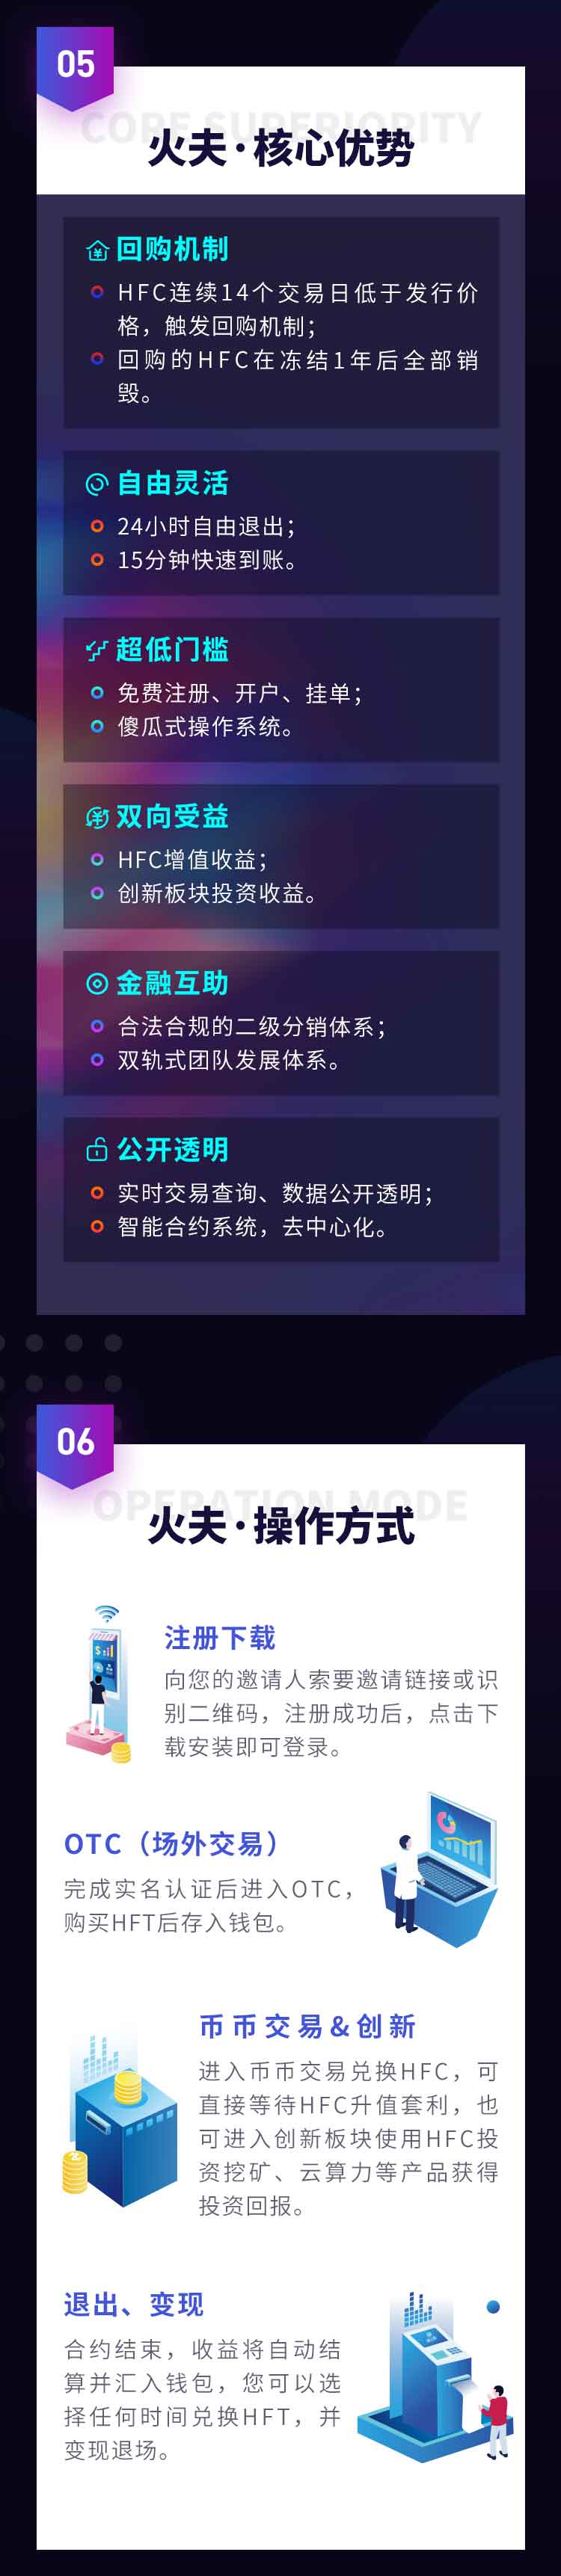 05
CORE SUPERIORITY
火夫·核心优势
回购机制
HFC连续14个交易日低于发行价
格，触发回购机制；
回购的HFC在冻结1年后全部销
毁。
自由灵活
24小时自由退出；
15分钟快速到账。
超低门槛
免费注册、开户、挂单；
傻瓜式操作系统。
双向受益
HFC增值收益；
创新板块投资收益。
金融互助
合法合规的二级分销体系；
双轨式团队发展体系。
公开透明
实时交易查询、数据公开透明；
智能合约系统，去中心化。
06
OPERATION MODE
火夫·操作方式
注册下载
向您的邀请人索要邀请链接或识
别二维码，注册成功后，点击下
载安装即可登录。
OTC（场外交易）
完成实名认证后进入OTC，
购买HFT后存入钱包。
币币交易&创新
进入币币交易兑换HFC，可
直接等待HFC升值套利，也
可进入创新板块使用HFC投
资挖矿、云算力等产品获得
投资回报。
退出、变现
合约结束，收益将自动结
算并汇入钱包，您可以选
择任何时间兑换HFT，并
变现退场。